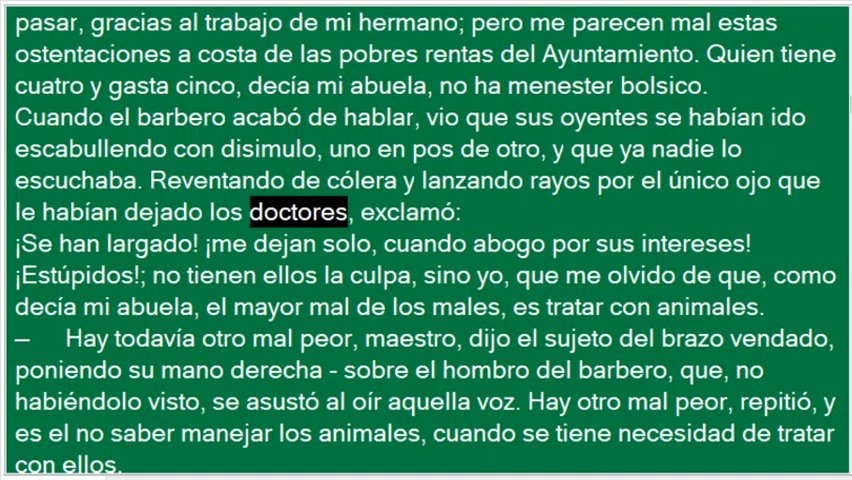 pasar, gracias al trabajo de mi hermano; pero me parecen mal estas
ostentaciones a costa de las pobres rentas del Ayuntamiento. Quien tiene
cuatro y gasta cinco, decía mi abuela, no ha menester bolsico.
Cuando el barbero acabó de hablar, vio que sus oyentes se habían ido
escabullendo con disimulo, uno en pos de otro, y que ya nadie lo
escuchaba. Reventando de cólera y lanzando rayos por el único ojo que
le habían dejado los doctores, exclamó:
¡Se han largado! ¡me dejan solo, cuando abogo por sus intereses!
¡Estúpidos!; no tienen ellos la culpa, sino yo, que me olvido de que, como
decía mi abuela, el mayor mal de los males, es tratar con animales.
– Hay todavía otro mal peor, maestro, dijo el sujeto del brazo vendado,
poniendo su mano derecha - sobre el hombro del barbero, que, no
habiéndolo visto, se asustó al oír aquella voz. Hay otro mal peor, repitió, y
es el no saber manejar los animales, cuando se tiene necesidad de tratar
con ellos.